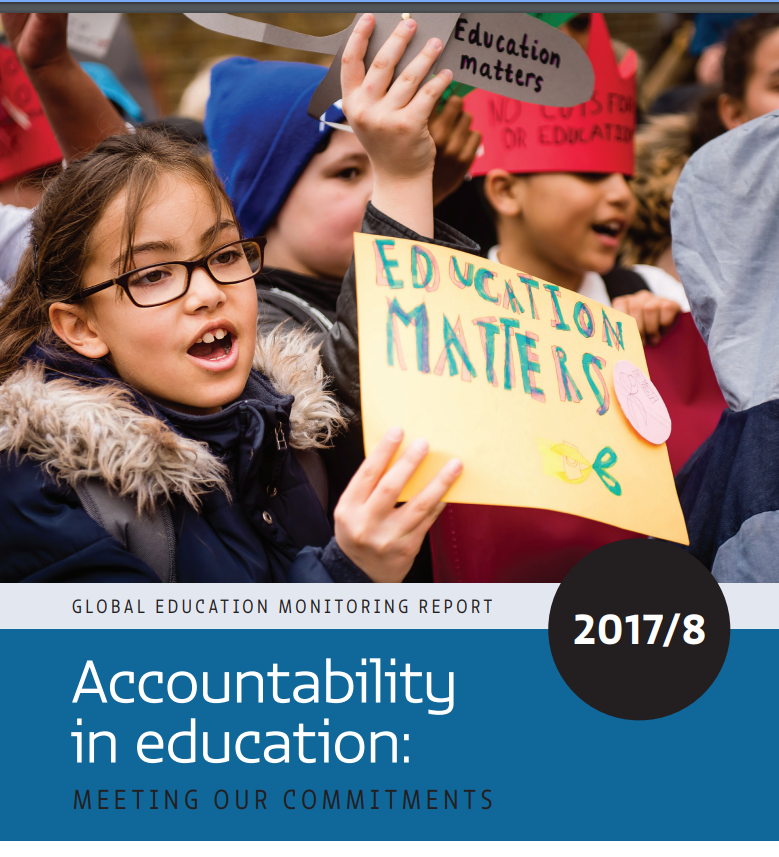 Education
matters
NO CUTS FOR
OR EDUCATION
EDUCATION
MATTERS
GLOBAL EDUCATION MONITORING REPORT
2017/8
Accountability
in education:
MEETING OUR COMMITMENTS